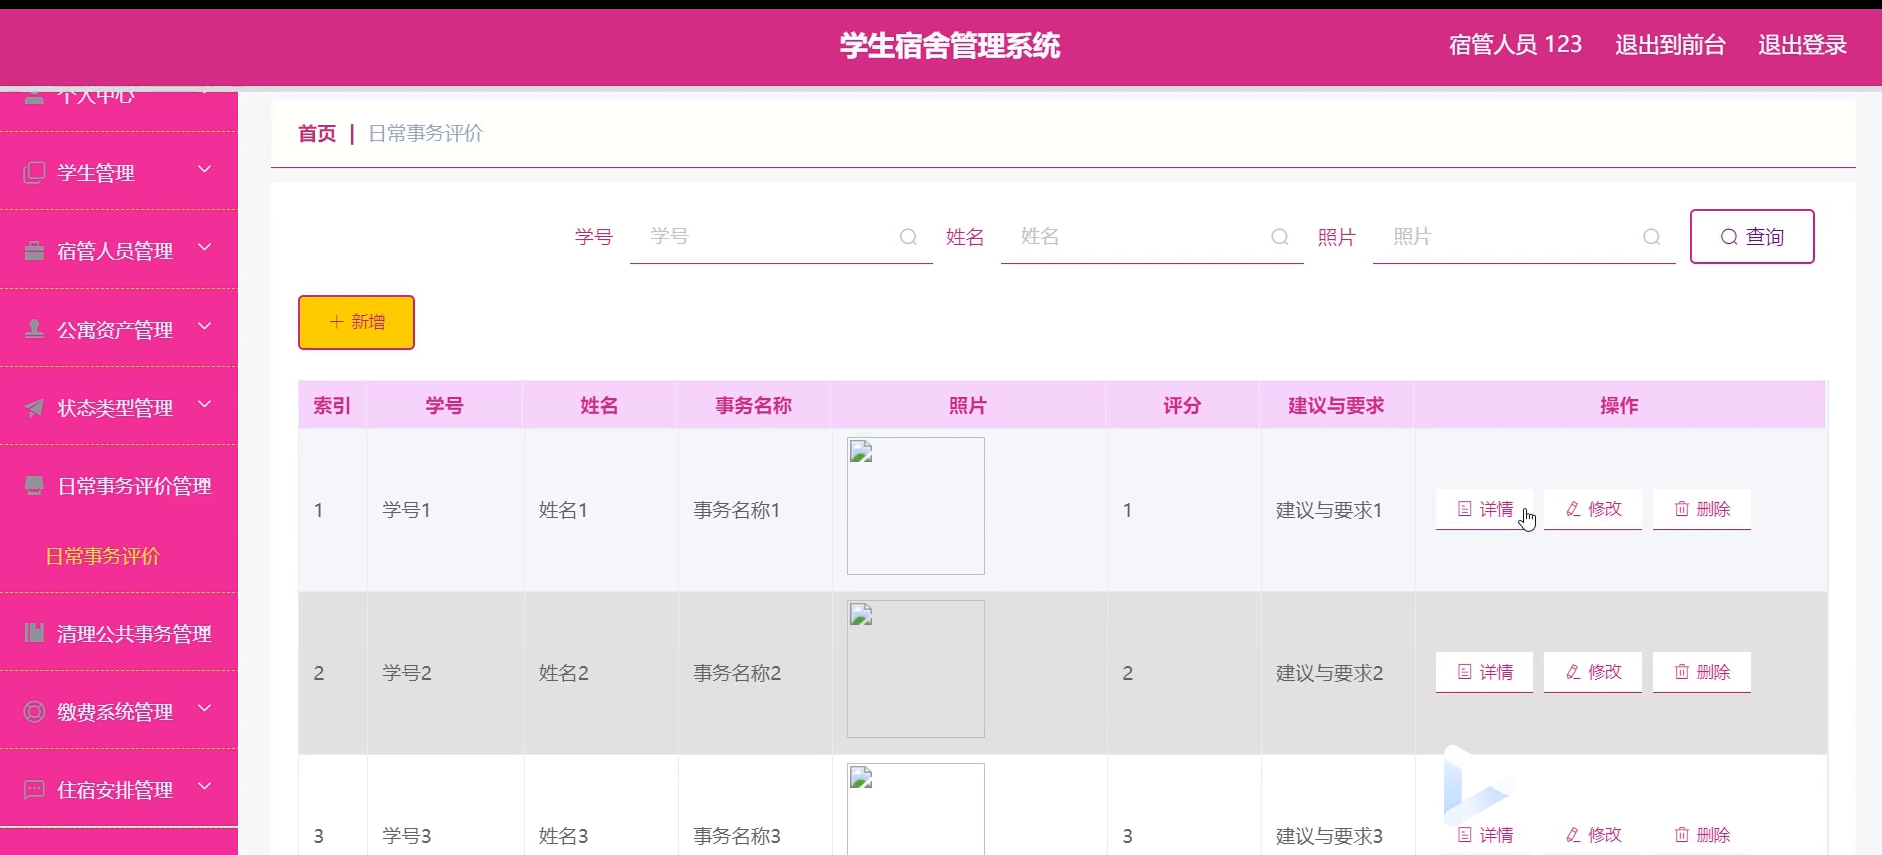 学生宿舍管理系统
宿管人员 123 退出到前台 退出登录
个人中心
学生管理
宿管人员管理
公寓资产管理
状态类型管理
日常事务评价管理
日常事务评价
清理公共事务管理
缴费系统管理
住宿安排管理
首页 | 日常事务评价
学号 学号 姓名 姓名 照片 照片 查询
新增
索引 学号 姓名 事务名称 照片 评分 建议与要求 操作
1 学号1 姓名1 事务名称1 1 建议与要求1 详情 修改 删除
2 学号2 姓名2 事务名称2 2 建议与要求2 详情 修改 删除
3 学号3 姓名3 事务名称3 3 建议与要求3 详情 修改 删除